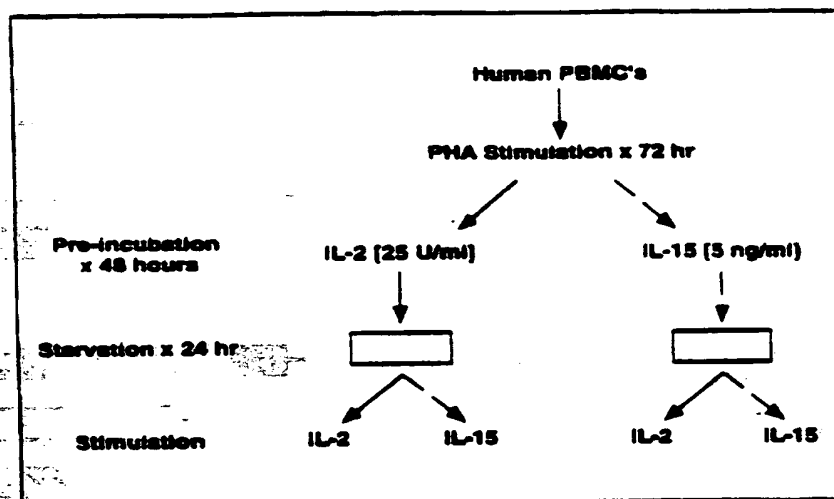 Human PBMC's
PHA Stimulation x 72 hr
Pre-incubation
x 48 hours
IL-2 [25 U/ml]
IL-15 [5 ng/ml)
Starvation x 24 hr
Stimulation
IL-2
IL-15
IL-2
IL-15